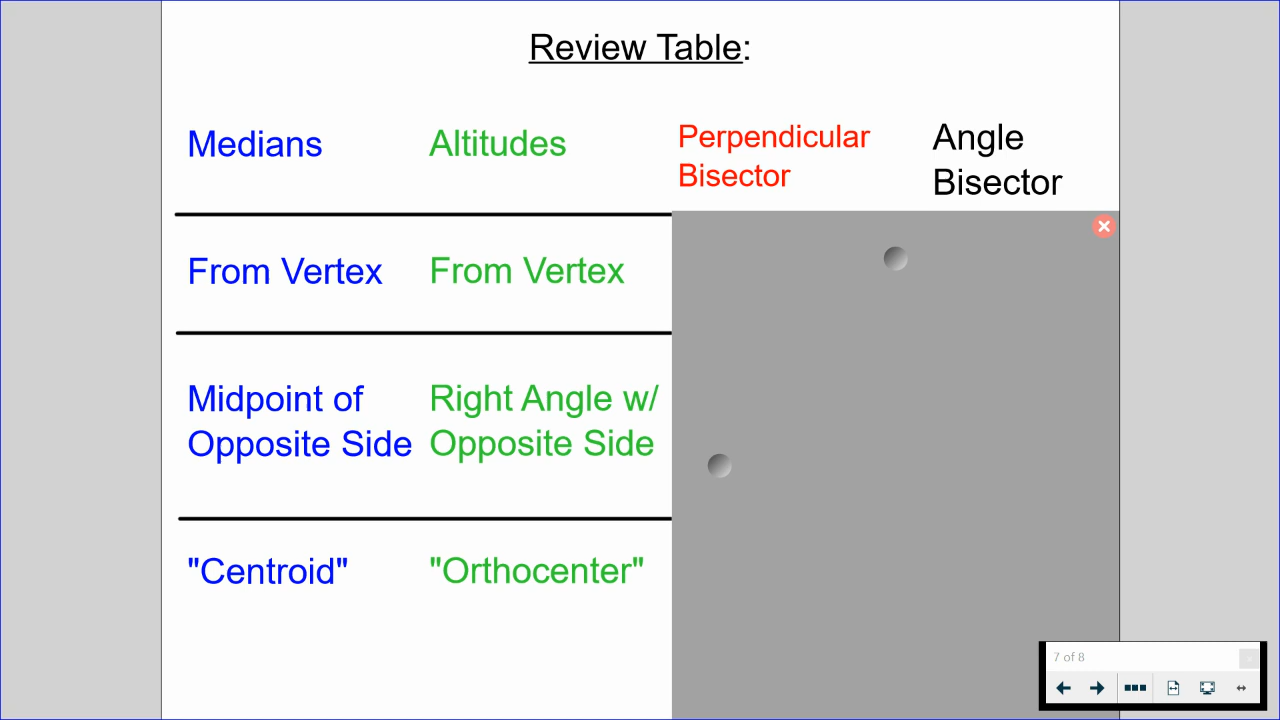 Review Table:
Medians
Altitudes
Perpendicular
Bisector
Angle
Bisector
From Vertex
From Vertex
Midpoint of
Opposite Side
Right Angle w/
Opposite Side
"Centroid"
"Orthocenter"
7 of 8